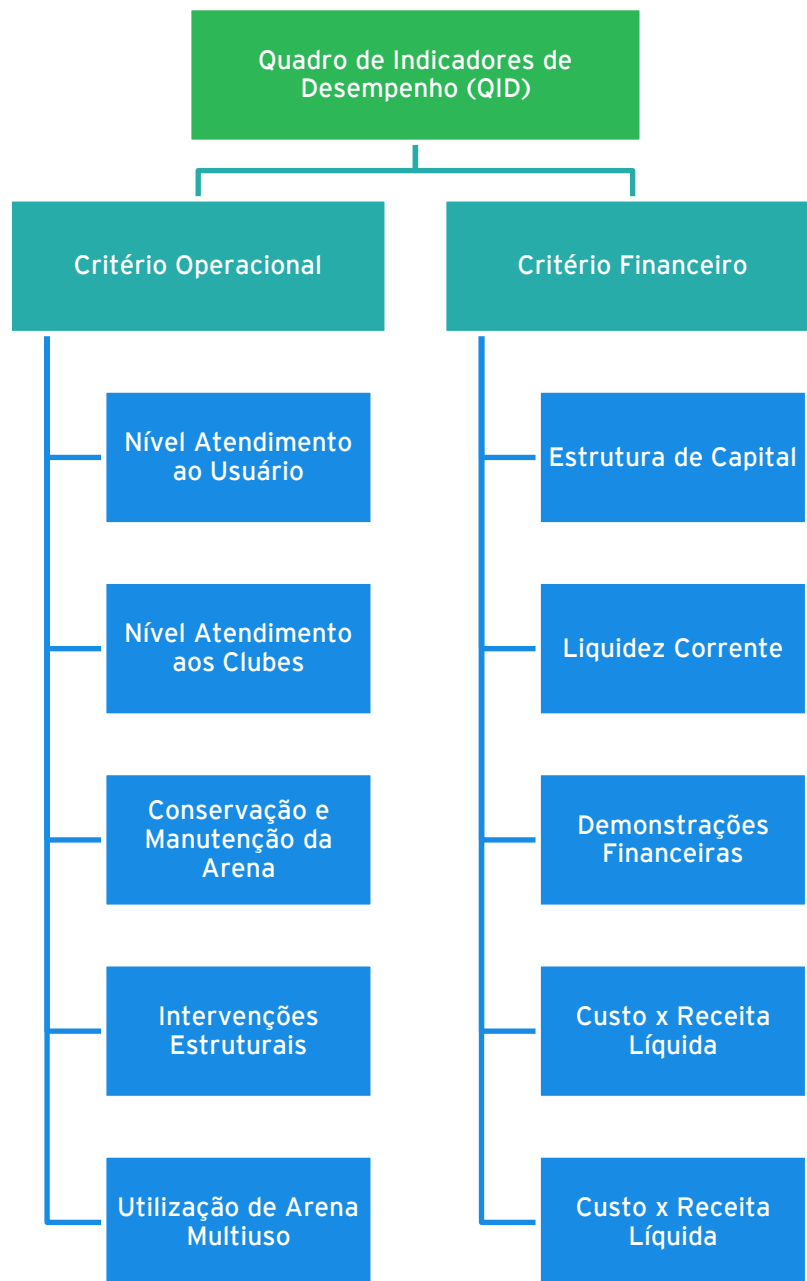 Quadro de Indicadores de
Desempenho (QID)
Critério Operacional
Nível Atendimento
ao Usuário
Nível Atendimento
aos Clubes
Conservação e
Manutenção da
Arena
Intervenções
Estruturais
Utilização de Arena
Multiuso
Critério Financeiro
Estrutura de Capital
Liquidez Corrente
Demonstrações
Financeiras
Custo x Receita
Líquida
Custo x Receita
Líquida